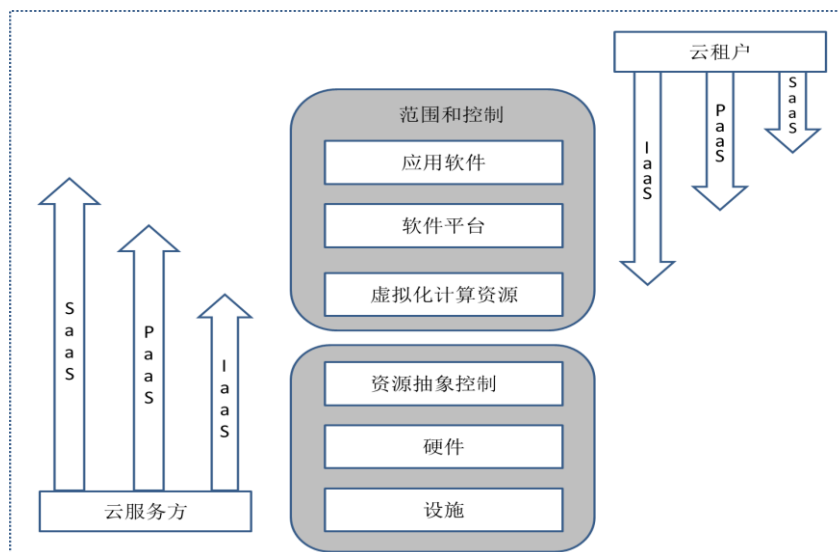 云租户
SaaS
PaaS
IaaS
范围和控制
应用软件
软件平台
虚拟化计算资源
资源抽象控制
硬件
设施
SaaS
PaaS
IaaS
云服务方